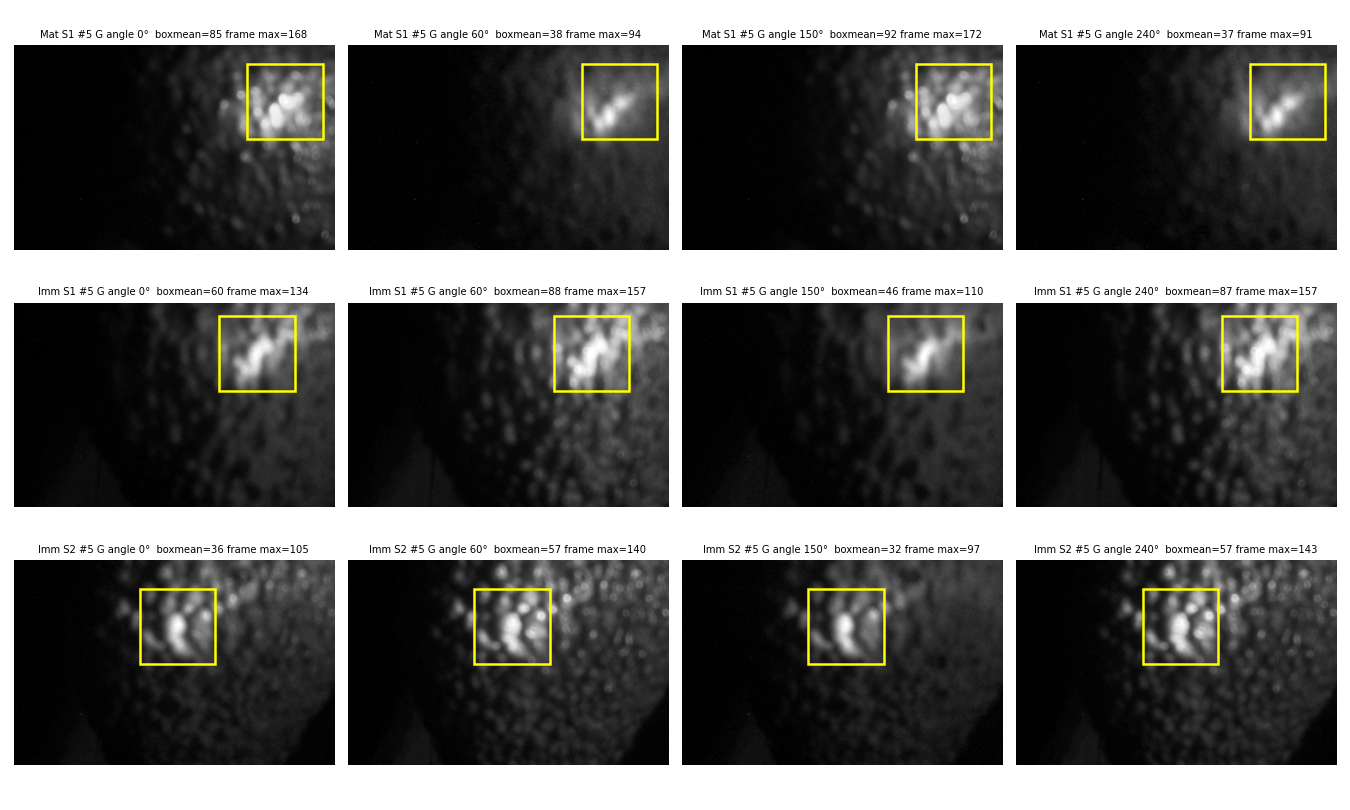 Mat S1 #5 G angle 0° boxmean=85 frame max=168
Mat S1 #5 G angle 60° boxmean=38 frame max=94
Mat S1 #5 G angle 150° boxmean=92 frame max=172
Mat S1 #5 G angle 240° boxmean=37 frame max=91
Imm S1 #5 G angle 0° boxmean=60 frame max=134
Imm S1 #5 G angle 60° boxmean=88 frame max=157
Imm S1 #5 G angle 150° boxmean=46 frame max=110
Imm S1 #5 G angle 240° boxmean=87 frame max=157
Imm S2 #5 G angle 0° boxmean=36 frame max=105
Imm S2 #5 G angle 60° boxmean=57 frame max=140
Imm S2 #5 G angle 150° boxmean=32 frame max=97
Imm S2 #5 G angle 240° boxmean=57 frame max=143